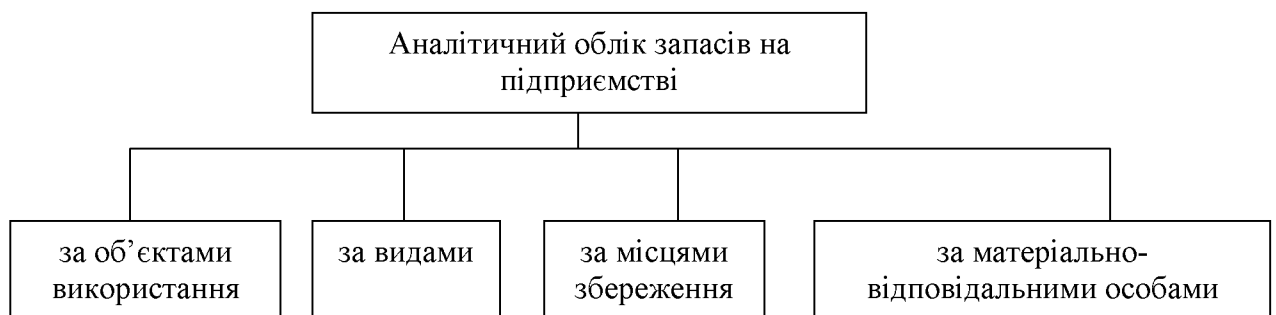 Аналітичний облік запасів на
підприємстві
за об’єктами
використання
за видами
за місцями
збереження
за матеріально-
відповідальними особами